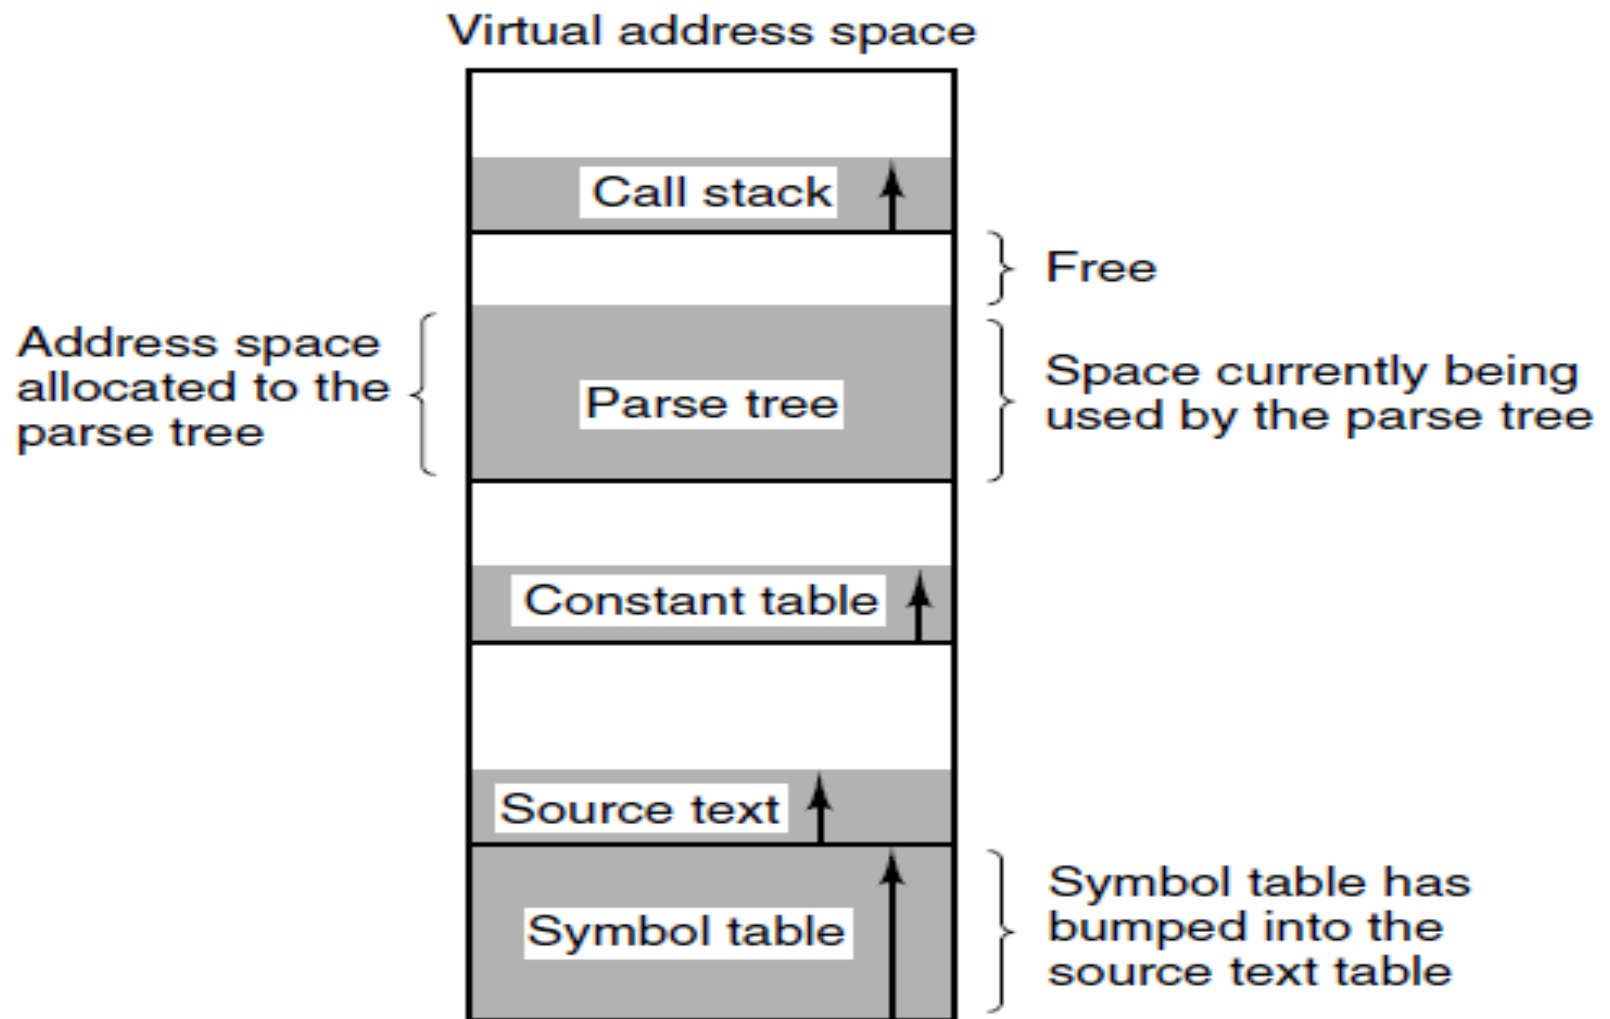 Virtual address space
Call stack
Free
Address space
allocated to the
parse tree
Parse tree
Space currently being
used by the parse tree
Constant table
Source text
Symbol table
Symbol table has
bumped into the
source text table